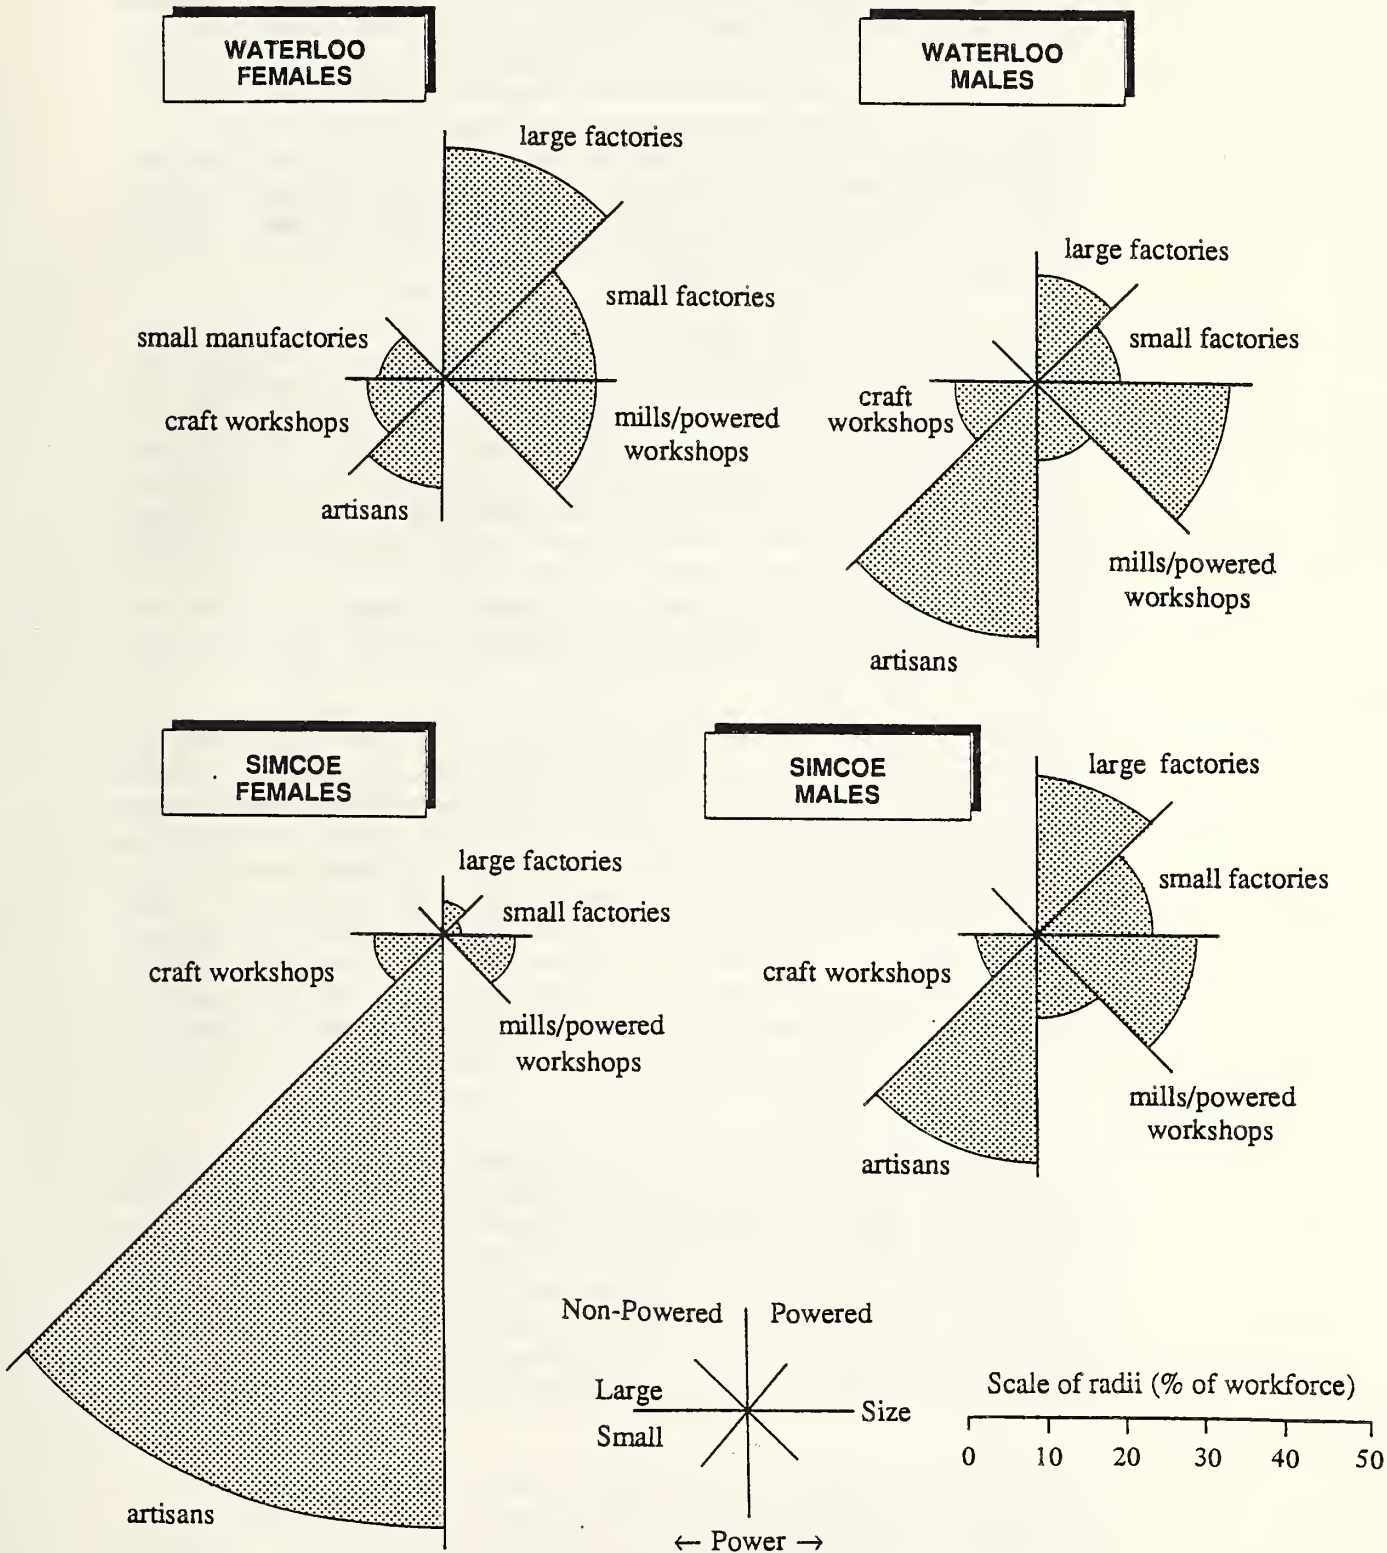 WATERLOO
FEMALES
large factories
small factories
small manufactories
craft workshops
mills/powered
workshops
artisans
WATERLOO
MALES
large factories
small factories
craft
workshops
mills/powered
workshops
artisans
SIMCOE
FEMALES
large factories
small factories
craft workshops
mills/powered
workshops
artisans
SIMCOE
MALES
large factories
small factories
craft workshops
mills/powered
workshops
artisans
Non-Powered Powered
Large
Size
Small
← Power →
Scale of radii (% of workforce)
0 10 20 30 40 50